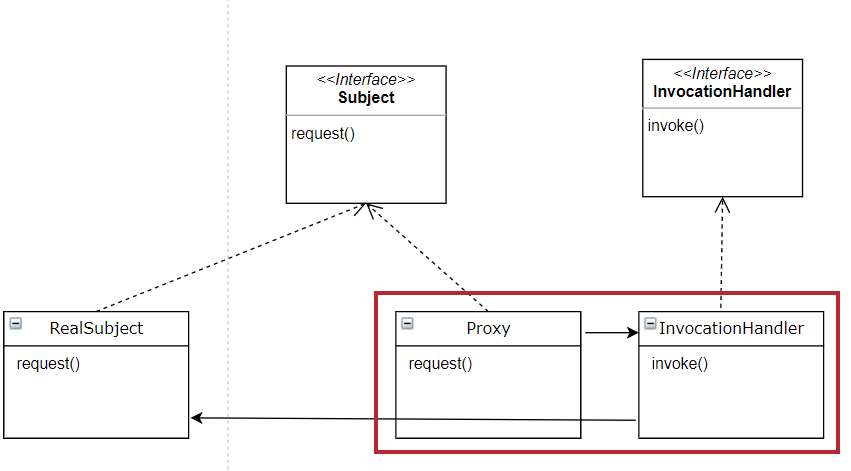 <<Interface>>
Subject
request()
<<Interface>>
InvocationHandler
invoke()
RealSubject
request()
Proxy
request()
InvocationHandler
invoke()